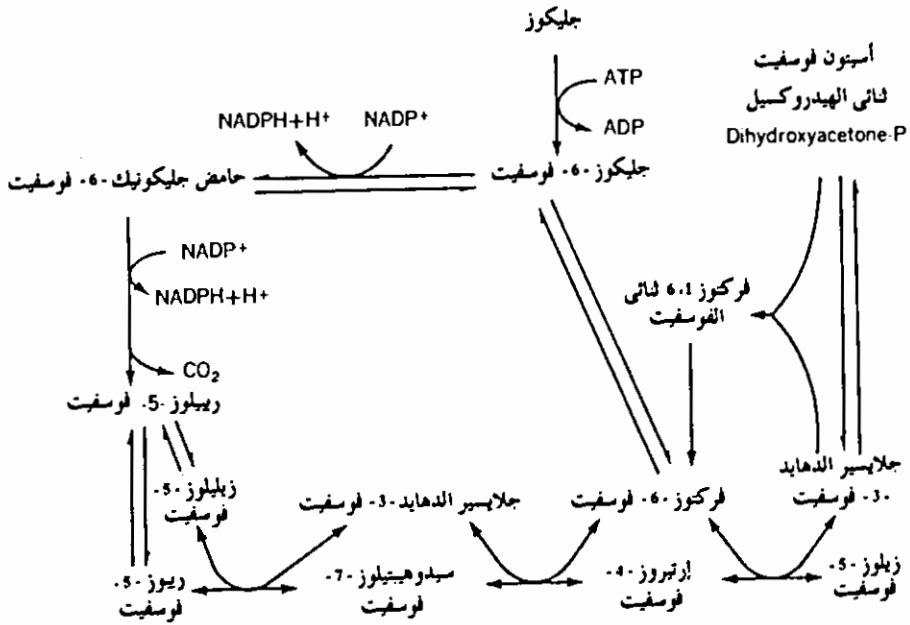 جليكوز
أسيتون فوسفيت
ثنائى الهيدروكسيل
Dihydroxyacetone-P
ATP
ADP
NADPH+H+
NADP+
جليكوز -6- فوسفيت
حامض جليكونيك -6- فوسفيت
NADP+
NADPH+H+
فركتوز 6،1 ثنائى
الفوسفيت
CO₂
ريبيلوز -5- فوسفيت
جلايسير الدهايد
-3- فوسفيت
زيليلوز -5-
فوسفيت
جلايسير الدهايد -3- فوسفيت
فركتوز -6- فوسفيت
ريبوز -5-
فوسفيت
سيدوهيبتيلوز -7-
فوسفيت
إرثيروز -4-
فوسفيت
زيلوز -5-
فوسفيت